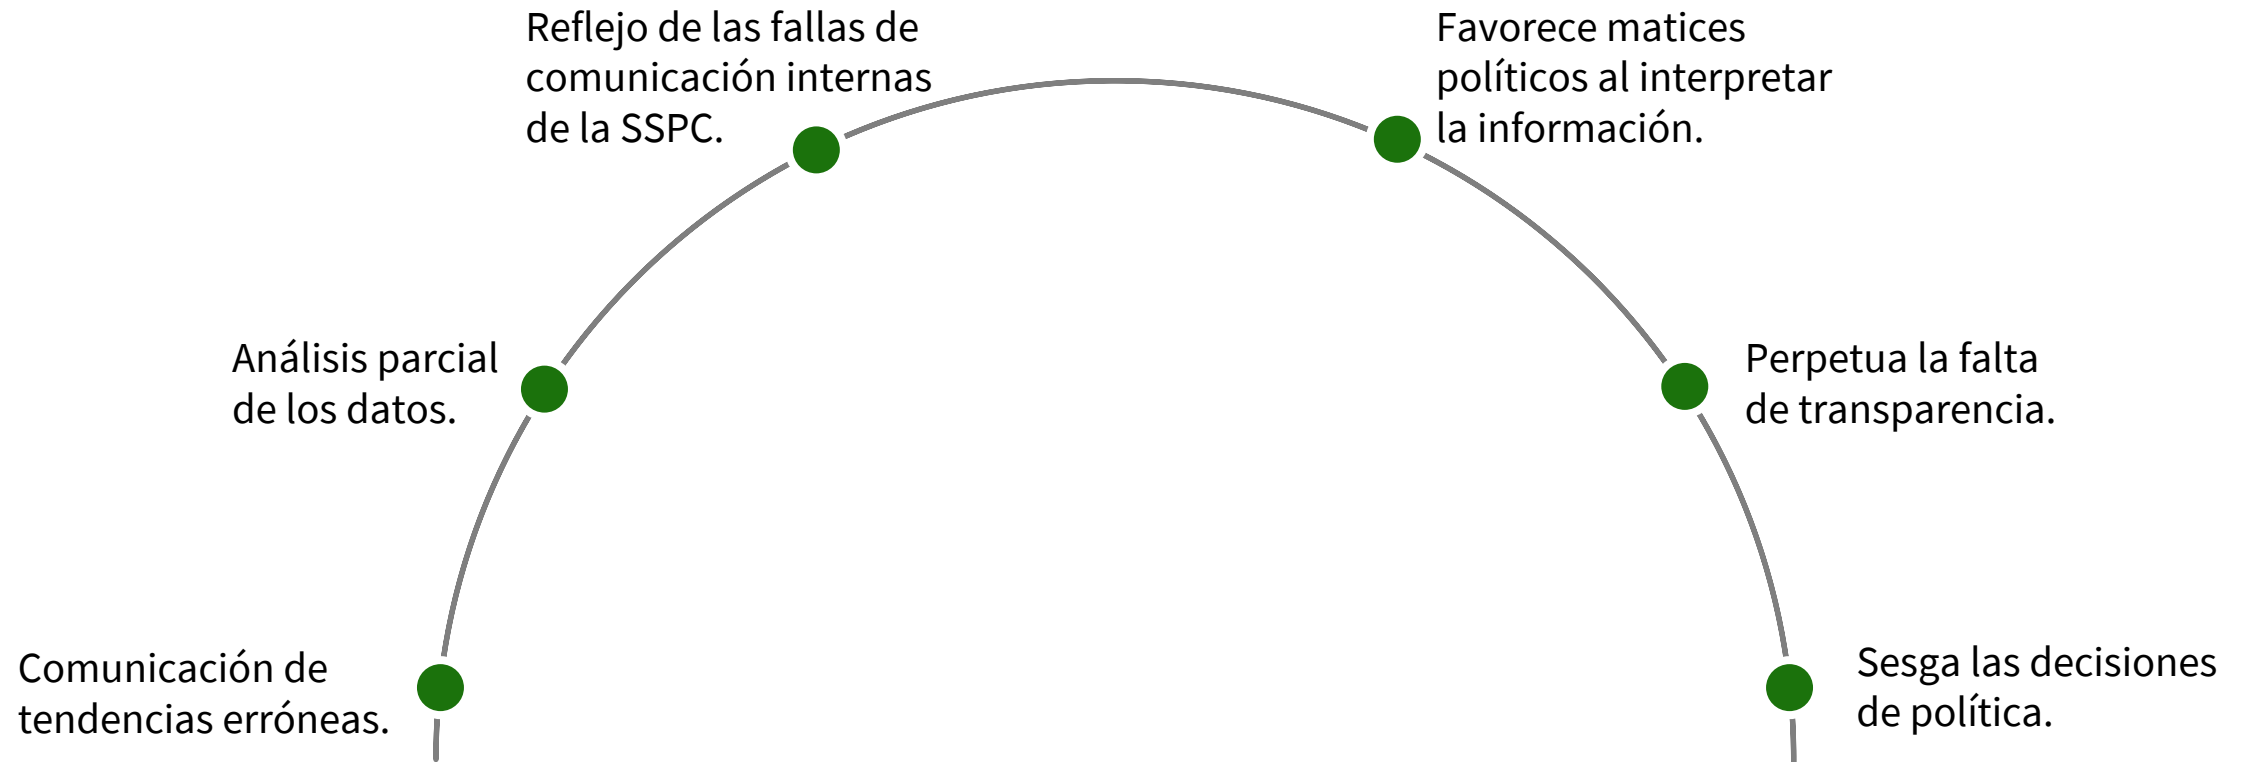 Reflejo de las fallas de
comunicación internas
de la SSPC.
Favorece matices
políticos al interpretar
la información.
Análisis parcial
de los datos.
Perpetua la falta
de transparencia.
Comunicación de
tendencias erróneas.
Sesga las decisiones
de política.